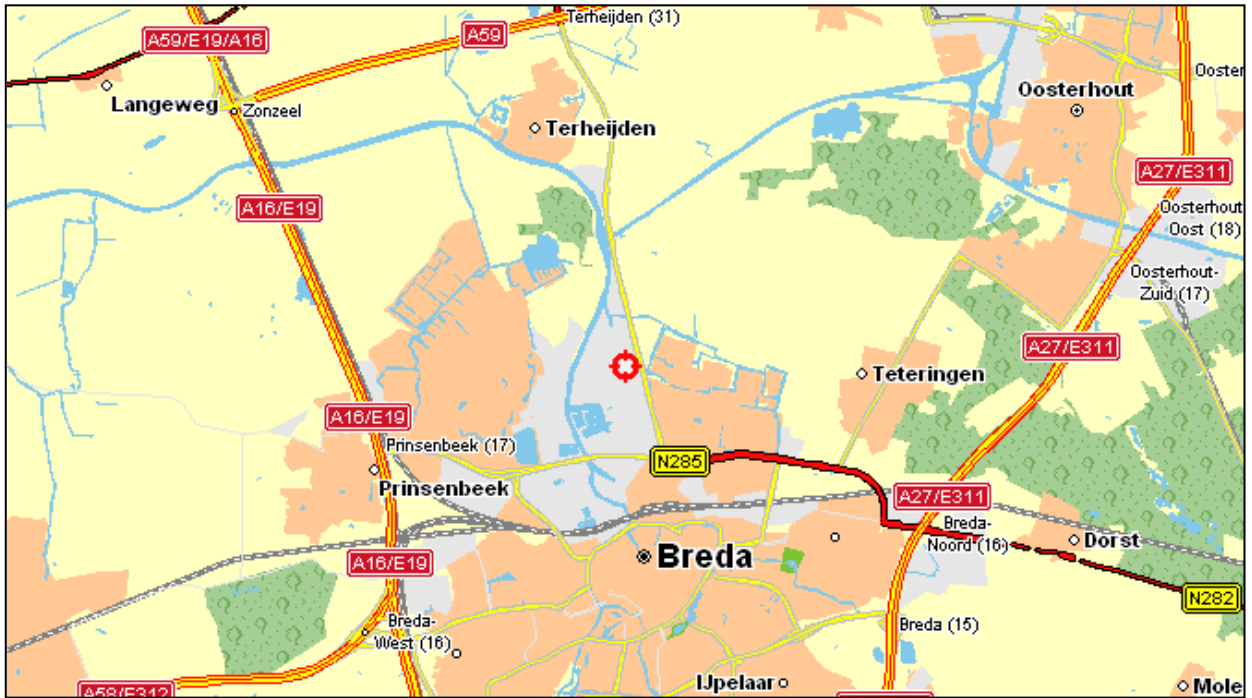 Terheijden (31)
A59/E19/A16
A59
Ooster
Langeweg
Zonzeel
Oosterhout
Terheijden
A27/E311
A16/E19
Oosterhout
Oost (18)
Oosterhout-
Zuid (17)
A27/E311
Teteringen
A16/E19
Prinsenbeek (17)
N285
Prinsenbeek
A27/E311
Breda-
Noord (16)
Dorst
Breda
A16/E19
N282
Breda-
West (16)
Breda (15)
IJpelaar
Mole
A58/E312